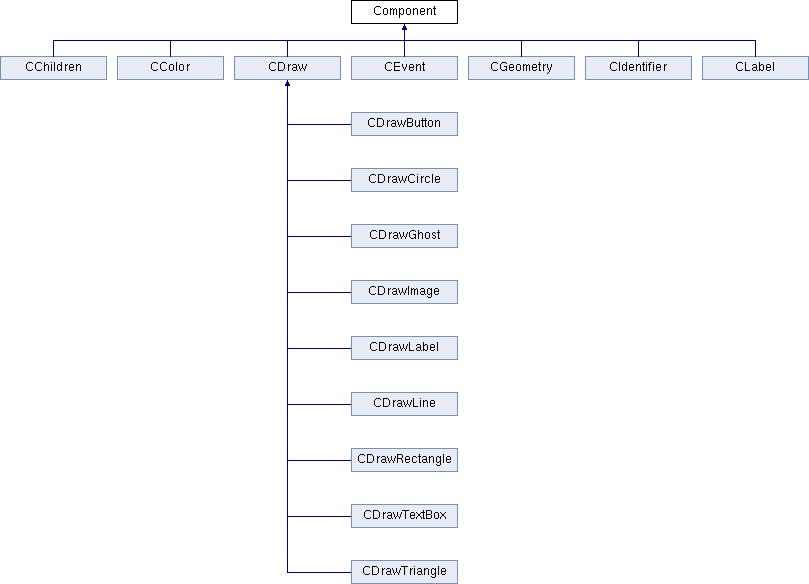 Component
CChildren
CColor
CDraw
CEvent
CGeometry
CIdentifier
CLabel
CDrawButton
CDrawCircle
CDrawGhost
CDrawImage
CDrawLabel
CDrawLine
CDrawRectangle
CDrawTextBox
CDrawTriangle